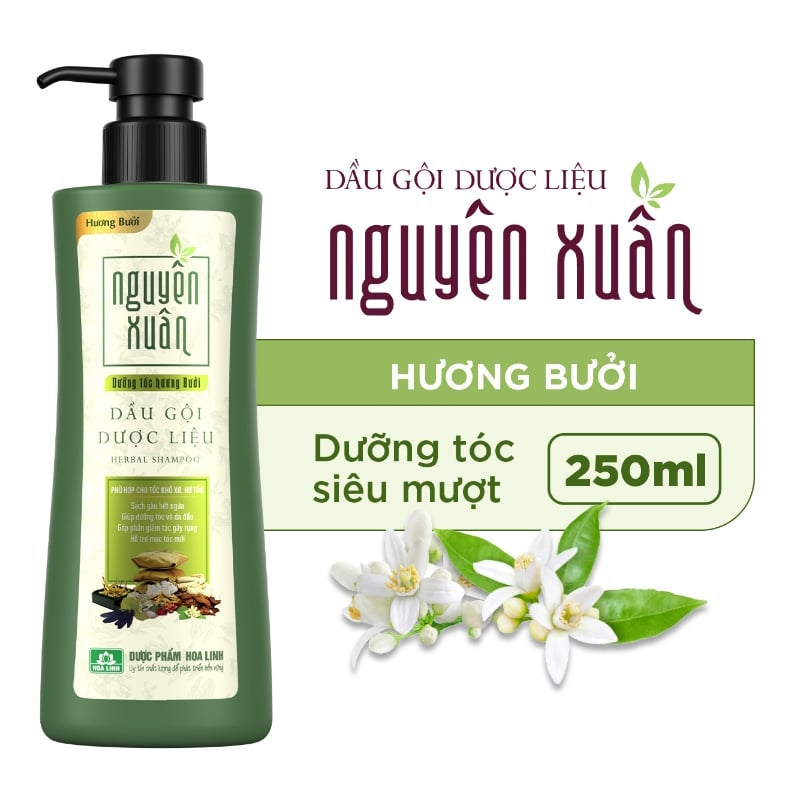 Hương Bưởi
nguyên
xuân
Dưỡng tóc hương Bưởi
DẦU GỘI
DƯỢC LIỆU
HERBAL SHAMPOO
PHÙ HỢP CHO TÓC KHÔ XƠ, HƯ TỔN
Sạch gàu hết ngứa
Giúp dưỡng tóc và da đầu
Góp phần giảm tóc gãy rụng
Hỗ trợ mọc tóc mới
HOA LINH
DƯỢC PHẨM HOA LINH
Uy tín chất lượng để phát triển bền vững
DẦU GỘI DƯỢC LIỆU
nguyên xuân
HƯƠNG BƯỞI
Dưỡng tóc
siêu mượt
250ml